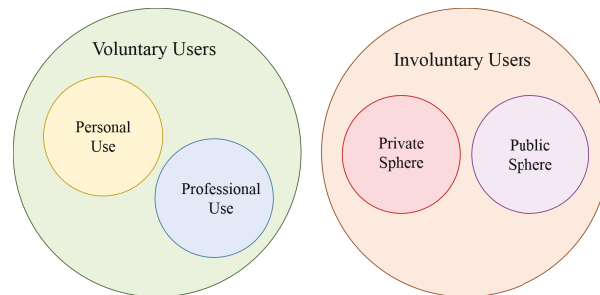 Voluntary Users
Personal
Use
Professional
Use
Involuntary Users
Private
Sphere
Public
Sphere